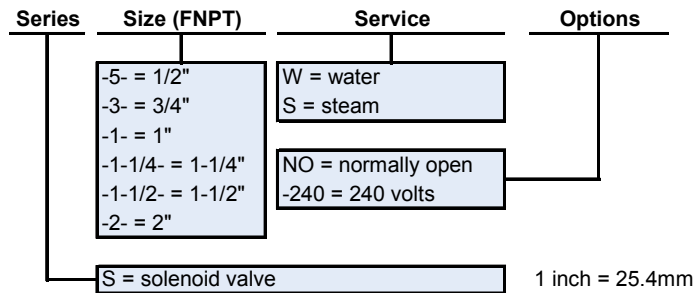 Series Size (FNPT) Service Options
-5- = 1/2"
-3- = 3/4"
-1- = 1"
-1-1/4- = 1-1/4"
-1-1/2- = 1-1/2"
-2- = 2"
W = water
S = steam
NO = normally open
-240 = 240 volts
S = solenoid valve
1 inch = 25.4mm